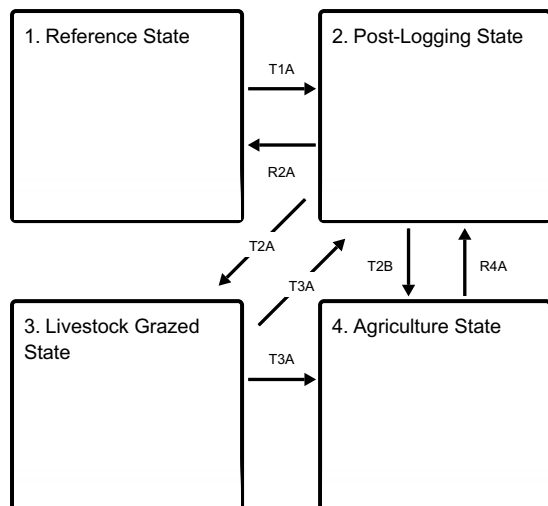 1. Reference State
2. Post-Logging State
T1A
R2A
T2A
T3A
T2B
R4A
3. Livestock Grazed
State
4. Agriculture State
T3A